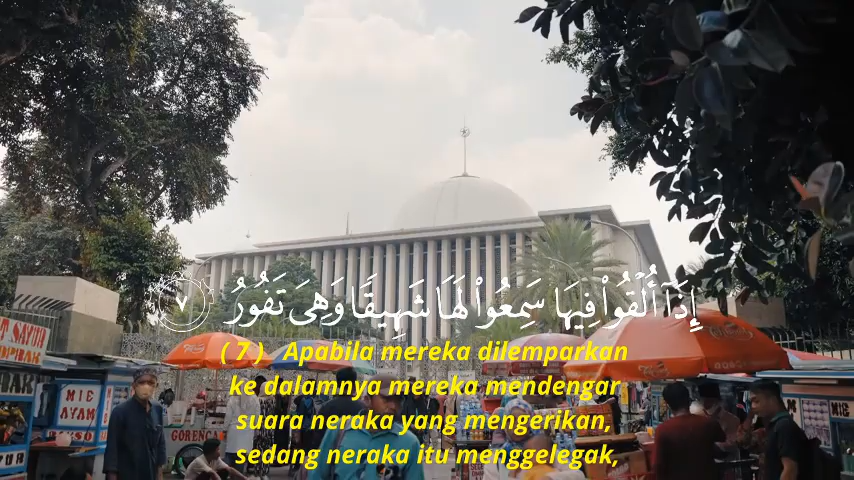 إِذَآ أُلْقُوا۟ فِيهَا سَمِعُوا۟ لَهَا شَهِيقًا وَهِىَ تَفُورُ ٧
( 7 ) Apabila mereka dilemparkan
ke dalamnya mereka mendengar
suara neraka yang mengerikan,
sedang neraka itu menggelegak,
MIE
AYAM
GORENG